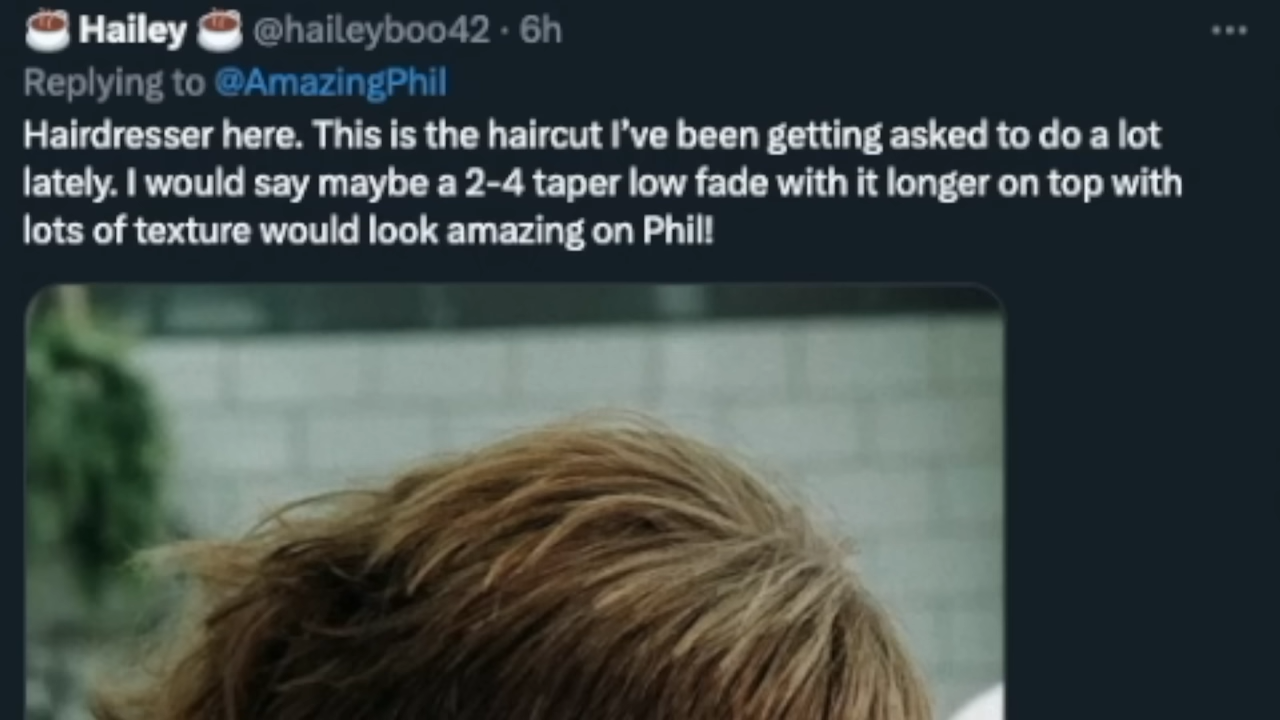 ☕ Hailey ☕ @haileyboo42 · 6h
Replying to @AmazingPhil
Hairdresser here. This is the haircut I’ve been getting asked to do a lot
lately. I would say maybe a 2-4 taper low fade with it longer on top with
lots of texture would look amazing on Phil!